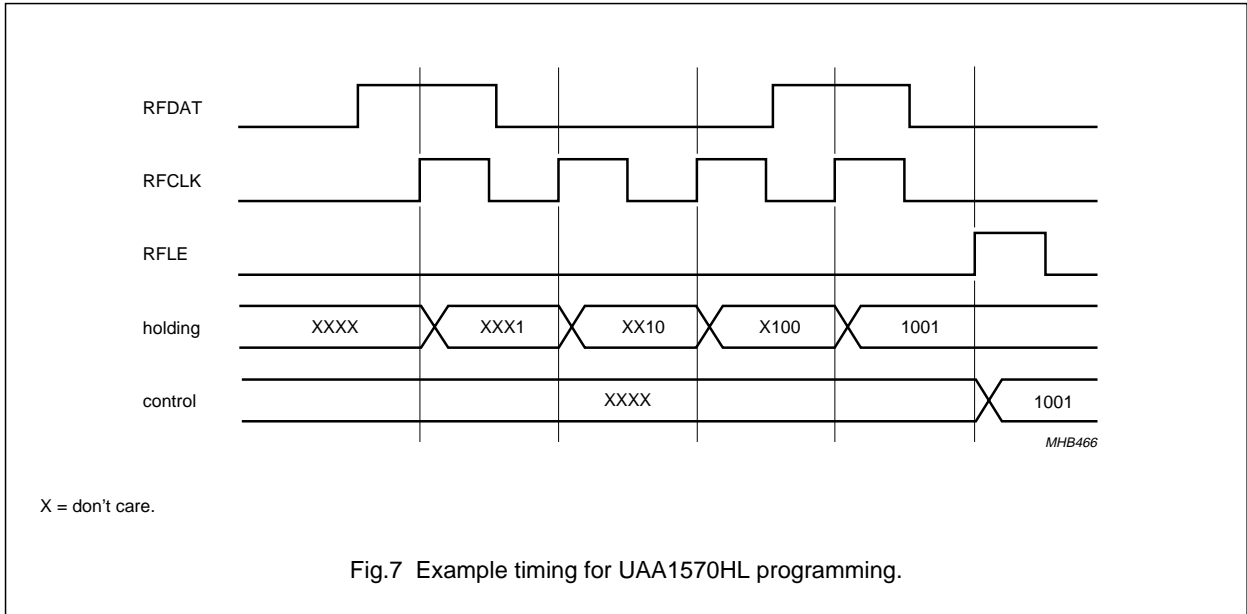 RFDAT
RFCLK
RFLE
holding XXXX XXX1 XX10 X100 1001
control XXXX 1001
MHB466
X = don't care.
Fig.7 Example timing for UAA1570HL programming.